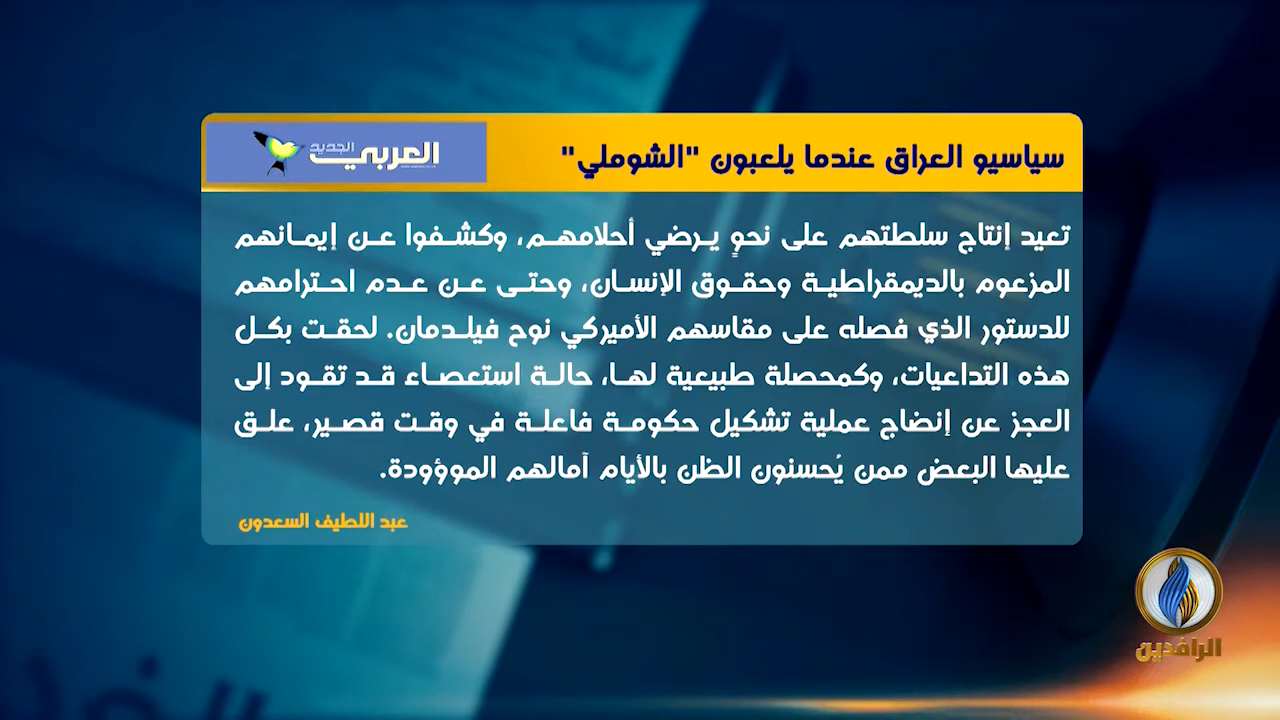 سياسيو العراق عندما يلعبون "الشوملي"
العربي الجديد
تعيد إنتاج سلطتهم على نحوٍ يرضي أحلامهم، وكشفوا عن إيمانهم
المزعوم بالديمقراطية وحقوق الإنسان، وحتى عن عدم احترامهم
للدستور الذي فصله على مقاسهم الأميركي نوح فيلدمان. لحقت بكل
هذه التداعيات، وكمحصلة طبيعية لها، حالة استعصاء قد تقود إلى
العجز عن إنضاج عملية تشكيل حكومة فاعلة في وقت قصير، علق
عليها البعض ممن يُحسنون الظن بالأيام آمالهم الموؤودة.
عبد اللطيف السعدون
الرافدين